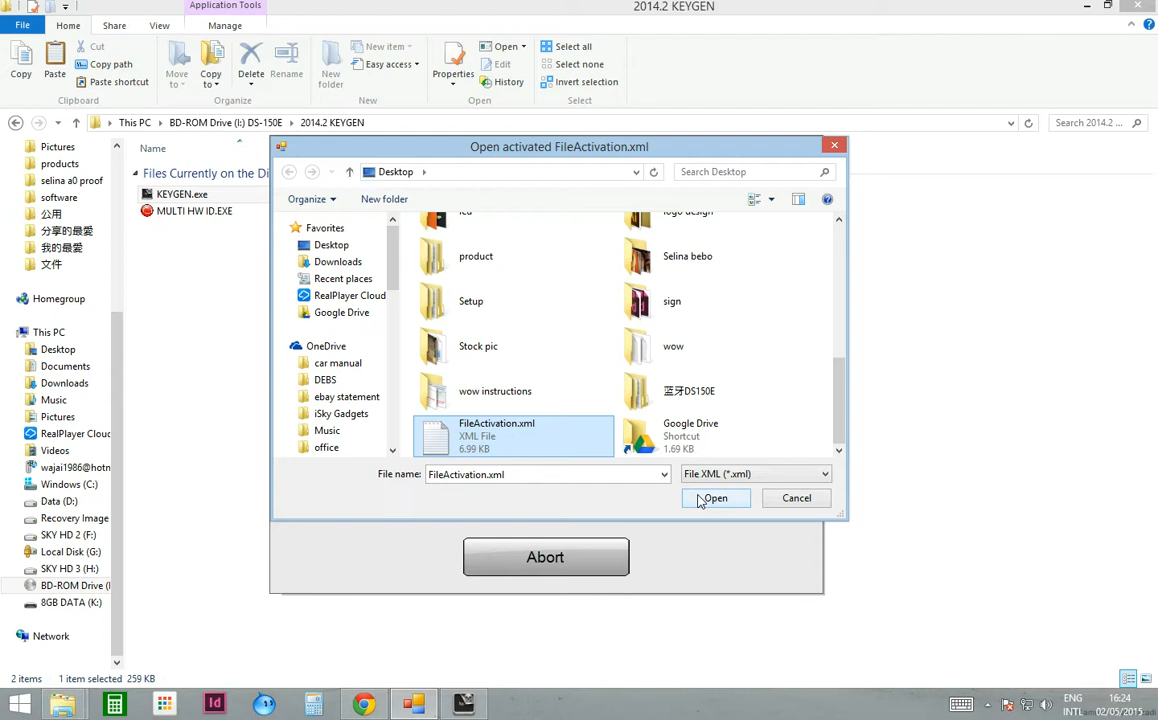 Application Tools
2014.2 KEYGEN
File
Home
Share
View
Manage
Copy
Paste
Cut
Copy path
Paste shortcut
Clipboard
Move to
Copy to
Delete
Rename
Organize
New folder
New item
Easy access
New
Properties
Open
Edit
History
Open
Select all
Select none
Invert selection
Select
This PC
BD-ROM Drive (I:) DS-150E
2014.2 KEYGEN
Search 2014.2 ...
Pictures
products
selina a0 proof
software
公用
分享的最愛
我的最愛
文件
Homegroup
This PC
Desktop
Documents
Downloads
Music
Pictures
RealPlayer Cloud
Videos
wajai1986@hotn
Windows (C:)
Data (D:)
Recovery Image
SKY HD 2 (F:)
Local Disk (G:)
SKY HD 3 (H:)
BD-ROM Drive (I
8GB DATA (K:)
Network
Name
Files Currently on the Di
KEYGEN.exe
MULTI HW ID.EXE
Open activated FileActivation.xml
Desktop
Search Desktop
Organize
New folder
Favorites
Desktop
Downloads
Recent places
RealPlayer Cloud
Google Drive
OneDrive
car manual
DEBS
ebay statement
iSky Gadgets
Music
office
led
logo design
product
Selina bebo
Setup
sign
Stock pic
wow
wow instructions
蓝牙DS150E
FileActivation.xml
XML File
6.99 KB
Google Drive
Shortcut
1.69 KB
File name:
FileActivation.xml
File XML (*.xml)
Open
Cancel
Abort
2 items
1 item selected 259 KB
Id
ENG
INTL
16:24
02/05/2015